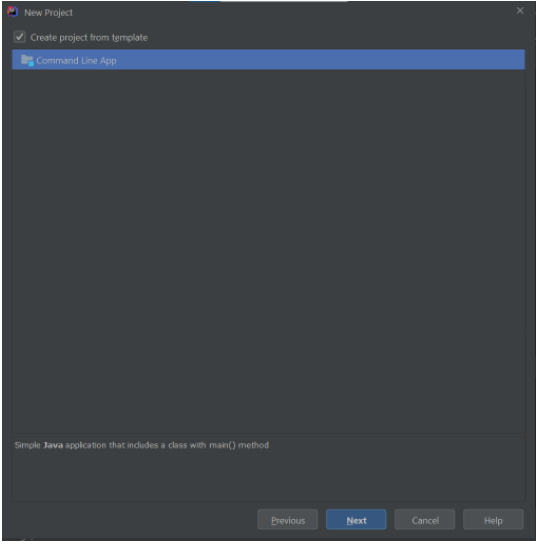 New Project
Create project from template
Command Line App
Simple Java application that includes a class with main() method
Previous Next Cancel Help